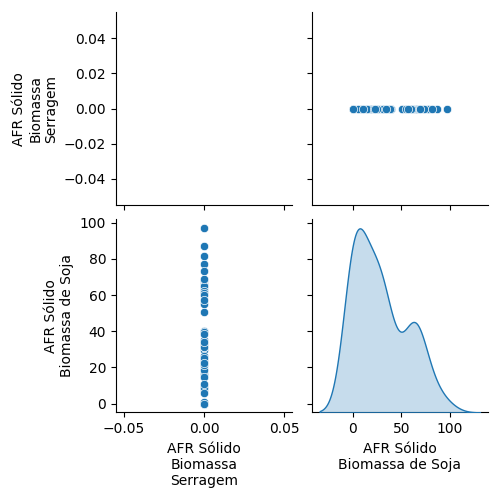 0.04
0.02
0.00
−0.02
−0.04
AFR Sólido
Biomassa
Serragem
100
80
60
40
20
0
AFR Sólido
Biomassa de Soja
−0.05
0.00
0.05
AFR Sólido
Biomassa
Serragem
0
50
100
AFR Sólido
Biomassa de Soja